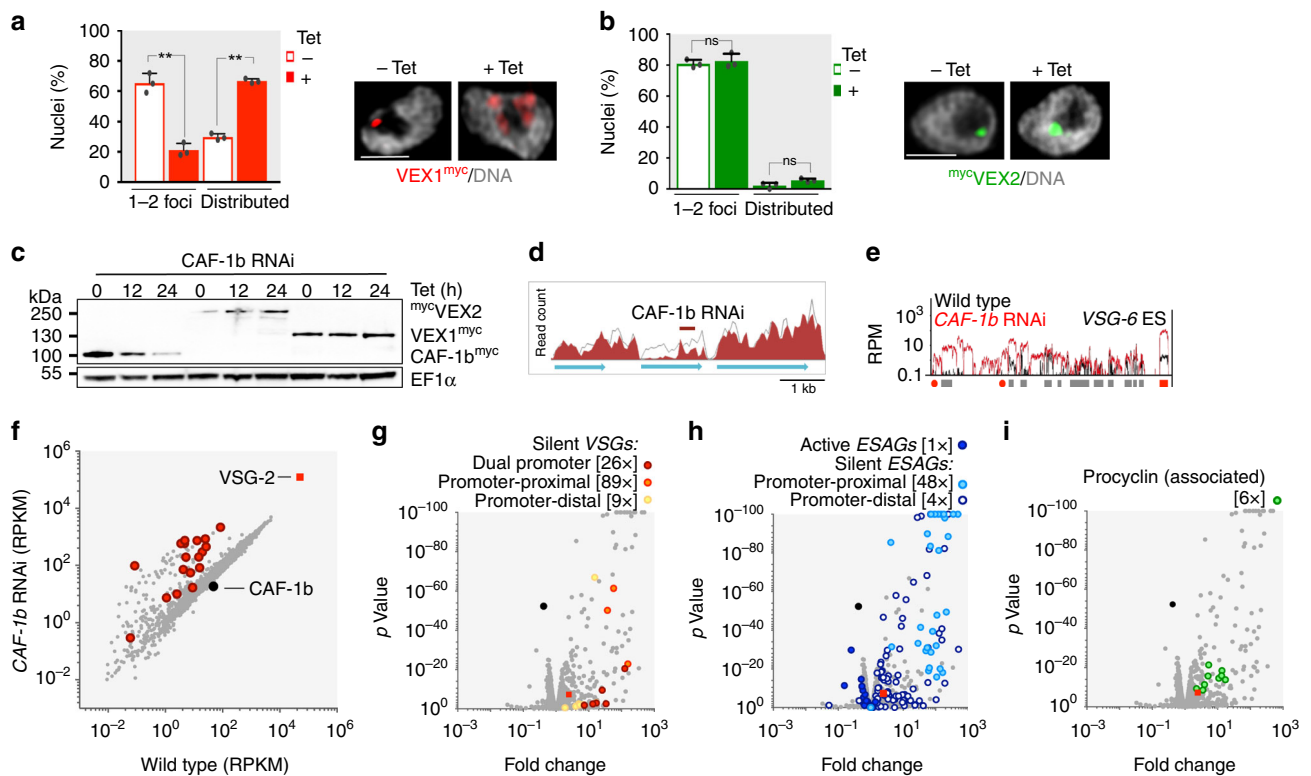 a
100
80
60
40
20
0
Nuclei (%)
**
**
Tet
–
+
1–2 foci
Distributed
– Tet
+ Tet
VEX1myc/DNA
b
100
80
60
40
20
0
Nuclei (%)
ns
ns
Tet
–
+
1–2 foci
Distributed
– Tet
+ Tet
mycVEX2/DNA
c
CAF-1b RNAi
kDa
0 12 24 0 12 24 0 12 24 Tet (h)
250
130
100
55
mycVEX2
VEX1myc
CAF-1bmyc
EF1α
d
Read count
CAF-1b RNAi
1 kb
e
Wild type
CAF-1b RNAi
VSG-6 ES
RPM
10³
10
0.1
f
CAF-1b RNAi (RPKM)
10⁶
10⁴
10²
10⁰
10⁻²
VSG-2
CAF-1b
10⁻² 10⁰ 10² 10⁴ 10⁶
Wild type (RPKM)
g
Silent VSGs:
Dual promoter [26×]
Promoter-proximal [89×]
Promoter-distal [9×]
p Value
10⁻¹⁰⁰
10⁻⁸⁰
10⁻⁶⁰
10⁻⁴⁰
10⁻²⁰
10⁰
10⁻³ 10⁻¹ 10¹ 10³
Fold change
h
Active ESAGs [1×]
Silent ESAGs:
Promoter-proximal [48×]
Promoter-distal [4×]
p Value
10⁻¹⁰⁰
10⁻⁸⁰
10⁻⁶⁰
10⁻⁴⁰
10⁻²⁰
10⁰
10⁻³ 10⁻¹ 10¹ 10³
Fold change
i
Procyclin (associated)
[6×]
p Value
10⁻¹⁰⁰
10⁻⁸⁰
10⁻⁶⁰
10⁻⁴⁰
10⁻²⁰
10⁰
10⁻³ 10⁻¹ 10¹ 10³
Fold change